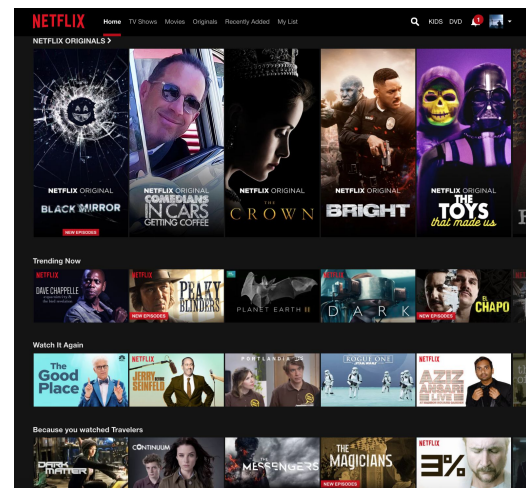 NETFLIX Home TV Shows Movies Originals Recently Added My List KIDS DVD 1
NETFLIX ORIGINALS >
NETFLIX ORIGINAL
BLACK MIRROR
NEW EPISODES
NETFLIX ORIGINAL
COMEDIANS
IN CARS
GETTING COFFEE
NETFLIX ORIGINAL
THE
CROWN
NETFLIX ORIGINAL
BRIGHT
NETFLIX ORIGINAL
THE
TOYS
that made us
Trending Now
NETFLIX
DAVE CHAPPELLE
NETFLIX
PEAKY
BLINDERS
NEW EPISODES
PLANET EARTH II
NETFLIX
DARK
EL
CHAPO
NEW EPISODES
Watch It Again
The
Good
Place
NETFLIX
JERRY
SEINFELD
PORTLANDIA
ROGUE ONE
STAR WARS
NETFLIX
AZIZ
ANSARI
LIVE
Because you watched Travelers
DARK
MATTER
CONTINUUM
THE
MESSENGERS
THE
MAGICIANS
NEW EPISODES
NETFLIX
3%